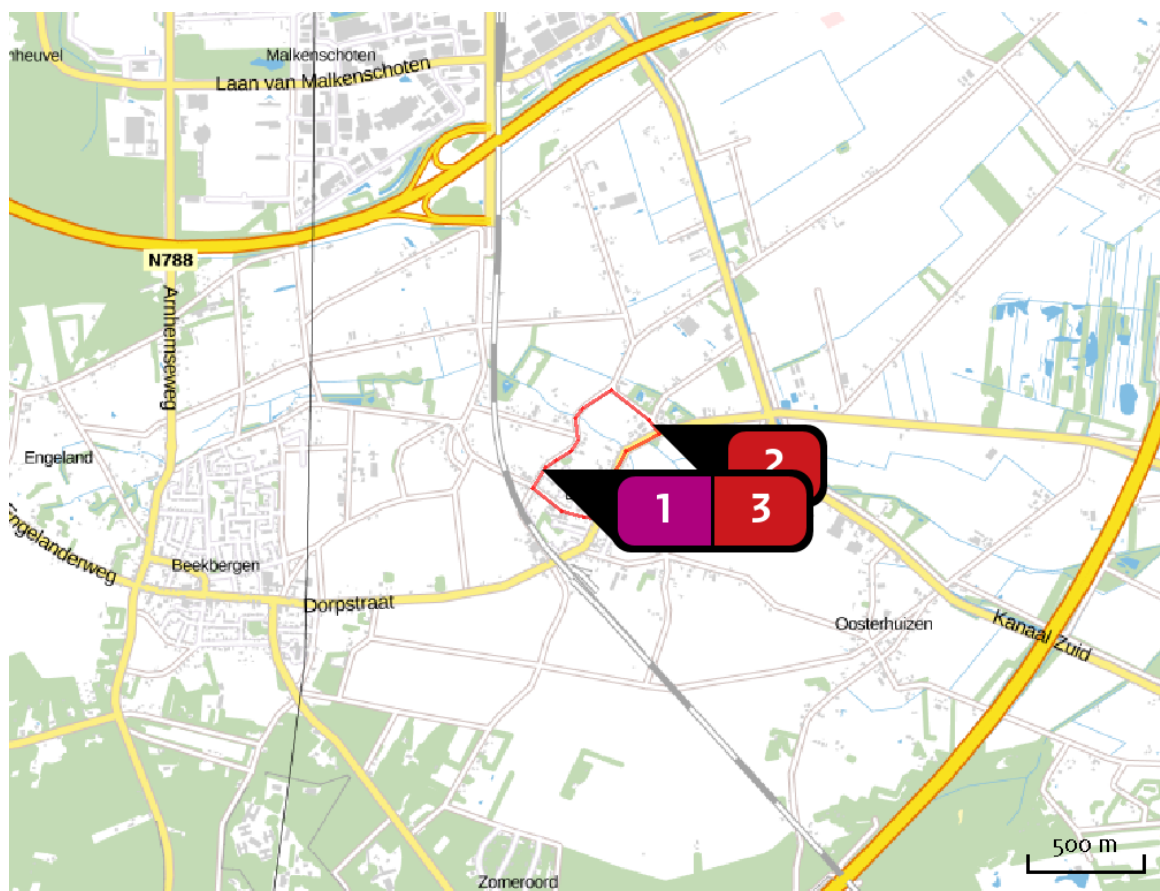 nheuvel
Malkenschoten
Laan van Malkenschoten
N788
Arnhemseweg
Engeland
2
1 3
Engelanderweg
Beekbergen
Dorpstraat
Oosterhuizen
Kanaal Zuid
500 m
Zomeroord